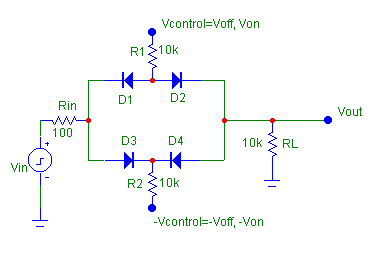 Vcontrol=Voff, Von
R1 10k
D1 D2
Rin
100
Vout
D3 D4
10k RL
Vin
+
-
R2 10k
-Vcontrol=-Voff, -Von